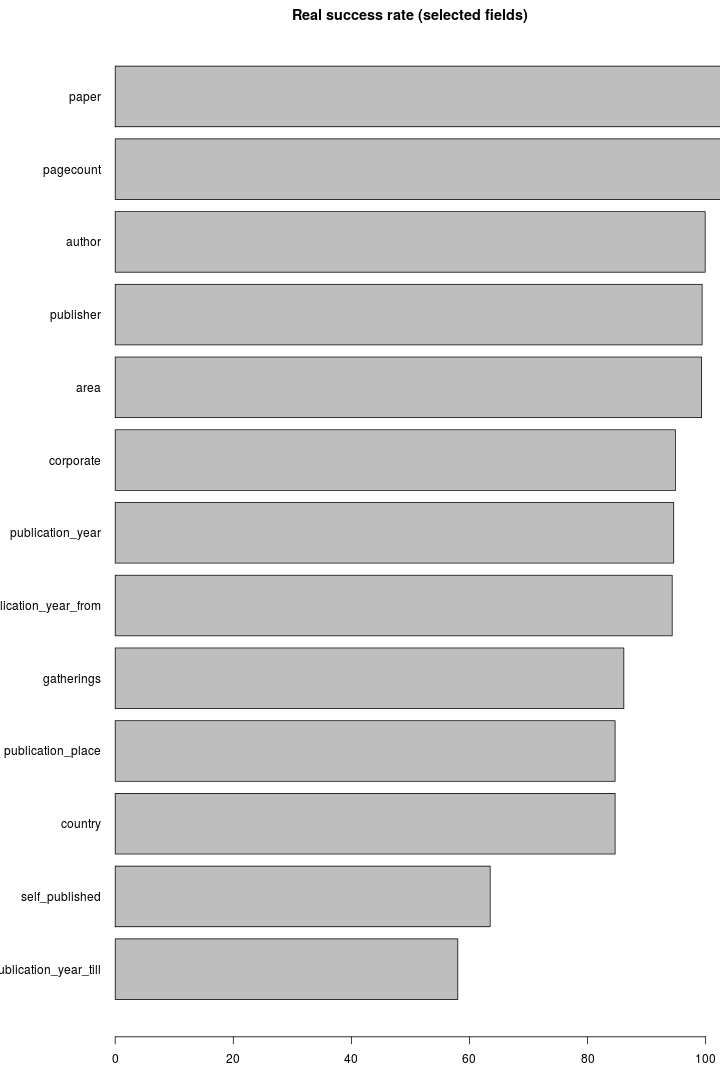 Real success rate (selected fields)
paper
pagecount
author
publisher
area
corporate
publication_year
lication_year_from
gatherings
publication_place
country
self_published
ublication_year_till
0 20 40 60 80 100